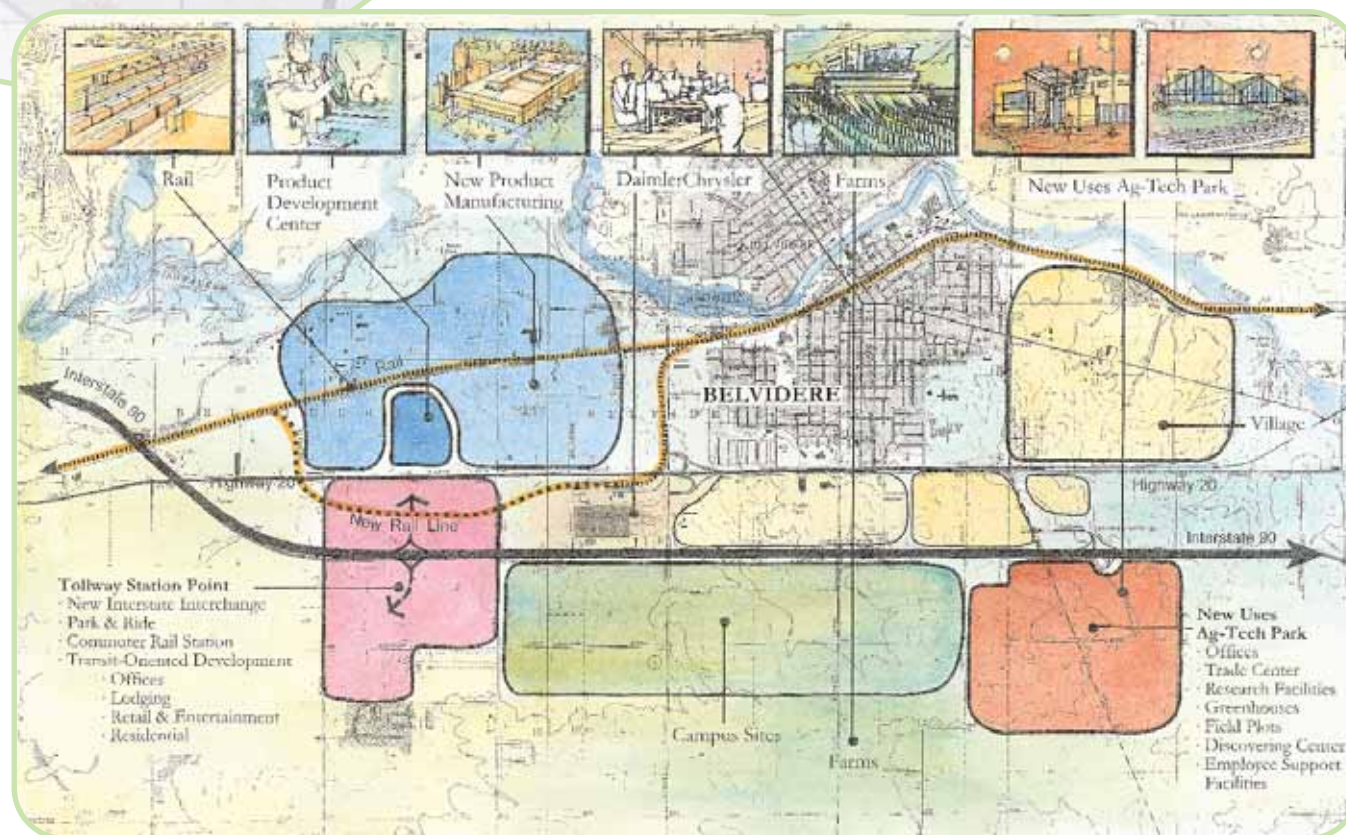 Rail
Product
Development
Center
New Product
Manufacturing
DaimlerChrysler
Farms
New Uses Ag-Tech Park
Interstate 90
Rail
BELVIDERE
Village
Highway 20
Highway 20
New Rail Line
Interstate 90
Tollway Station Point
· New Interstate Interchange
· Park & Ride
· Commuter Rail Station
· Transit-Oriented Development
· Offices
· Lodging
· Retail & Entertainment
· Residential
Campus Sites
Farms
New Uses
Ag-Tech Park
· Offices
· Trade Center
· Research Facilities
· Greenhouses
· Field Plots
· Discovering Center
· Employee Support
Facilities